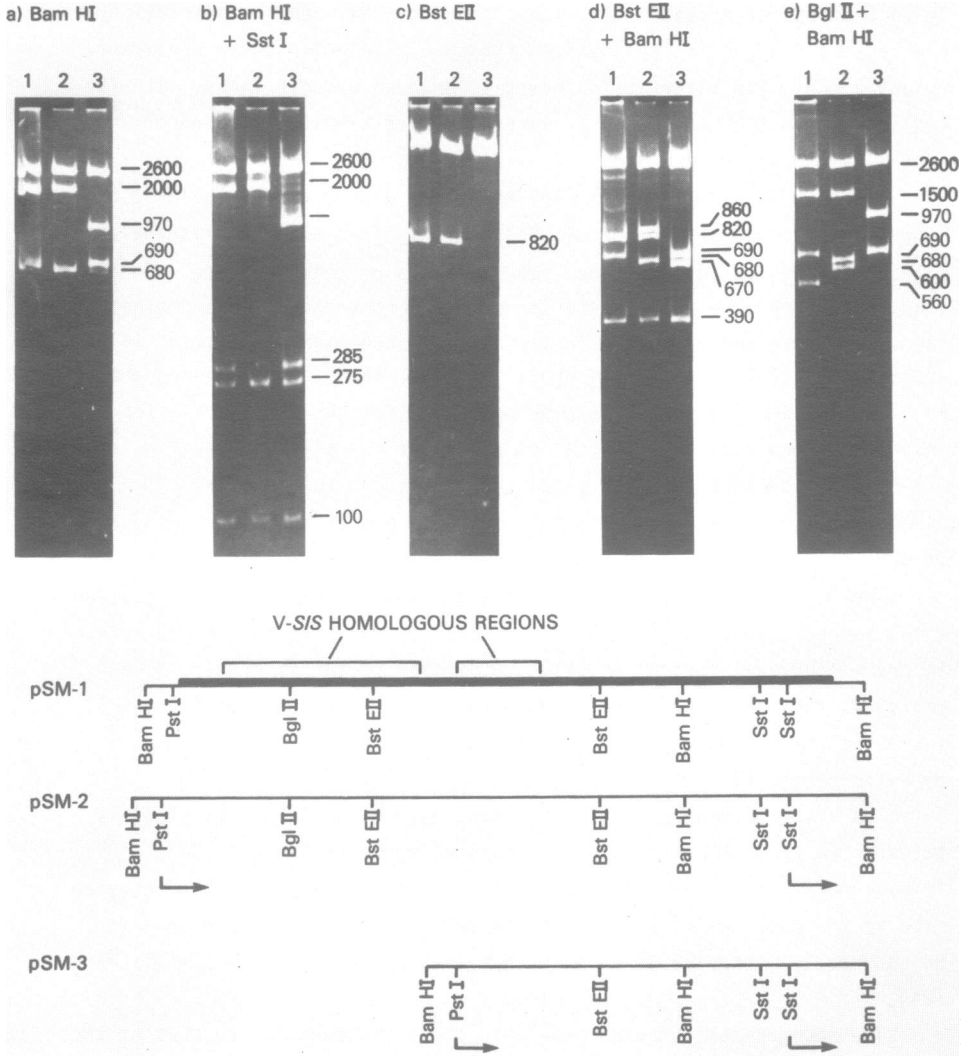 a) Bam HI
1 2 3
2600
2000
970
690
680
b) Bam HI
+ Sst I
1 2 3
2600
2000
285
275
100
c) Bst EII
1 2 3
820
d) Bst EII
+ Bam HI
1 2 3
860
820
690
680
670
390
e) Bgl II +
Bam HI
1 2 3
2600
1500
970
690
680
600
560
V-SIS HOMOLOGOUS REGIONS
pSM-1
Bam HI
Pst I
Bgl II
Bst EII
Bst EII
Bam HI
Sst I
Sst I
Bam HI
pSM-2
Bam HI
Pst I
Bgl II
Bst EII
Bst EII
Bam HI
Sst I
Sst I
Bam HI
pSM-3
Bam HI
Pst I
Bst EII
Bam HI
Sst I
Sst I
Bam HI